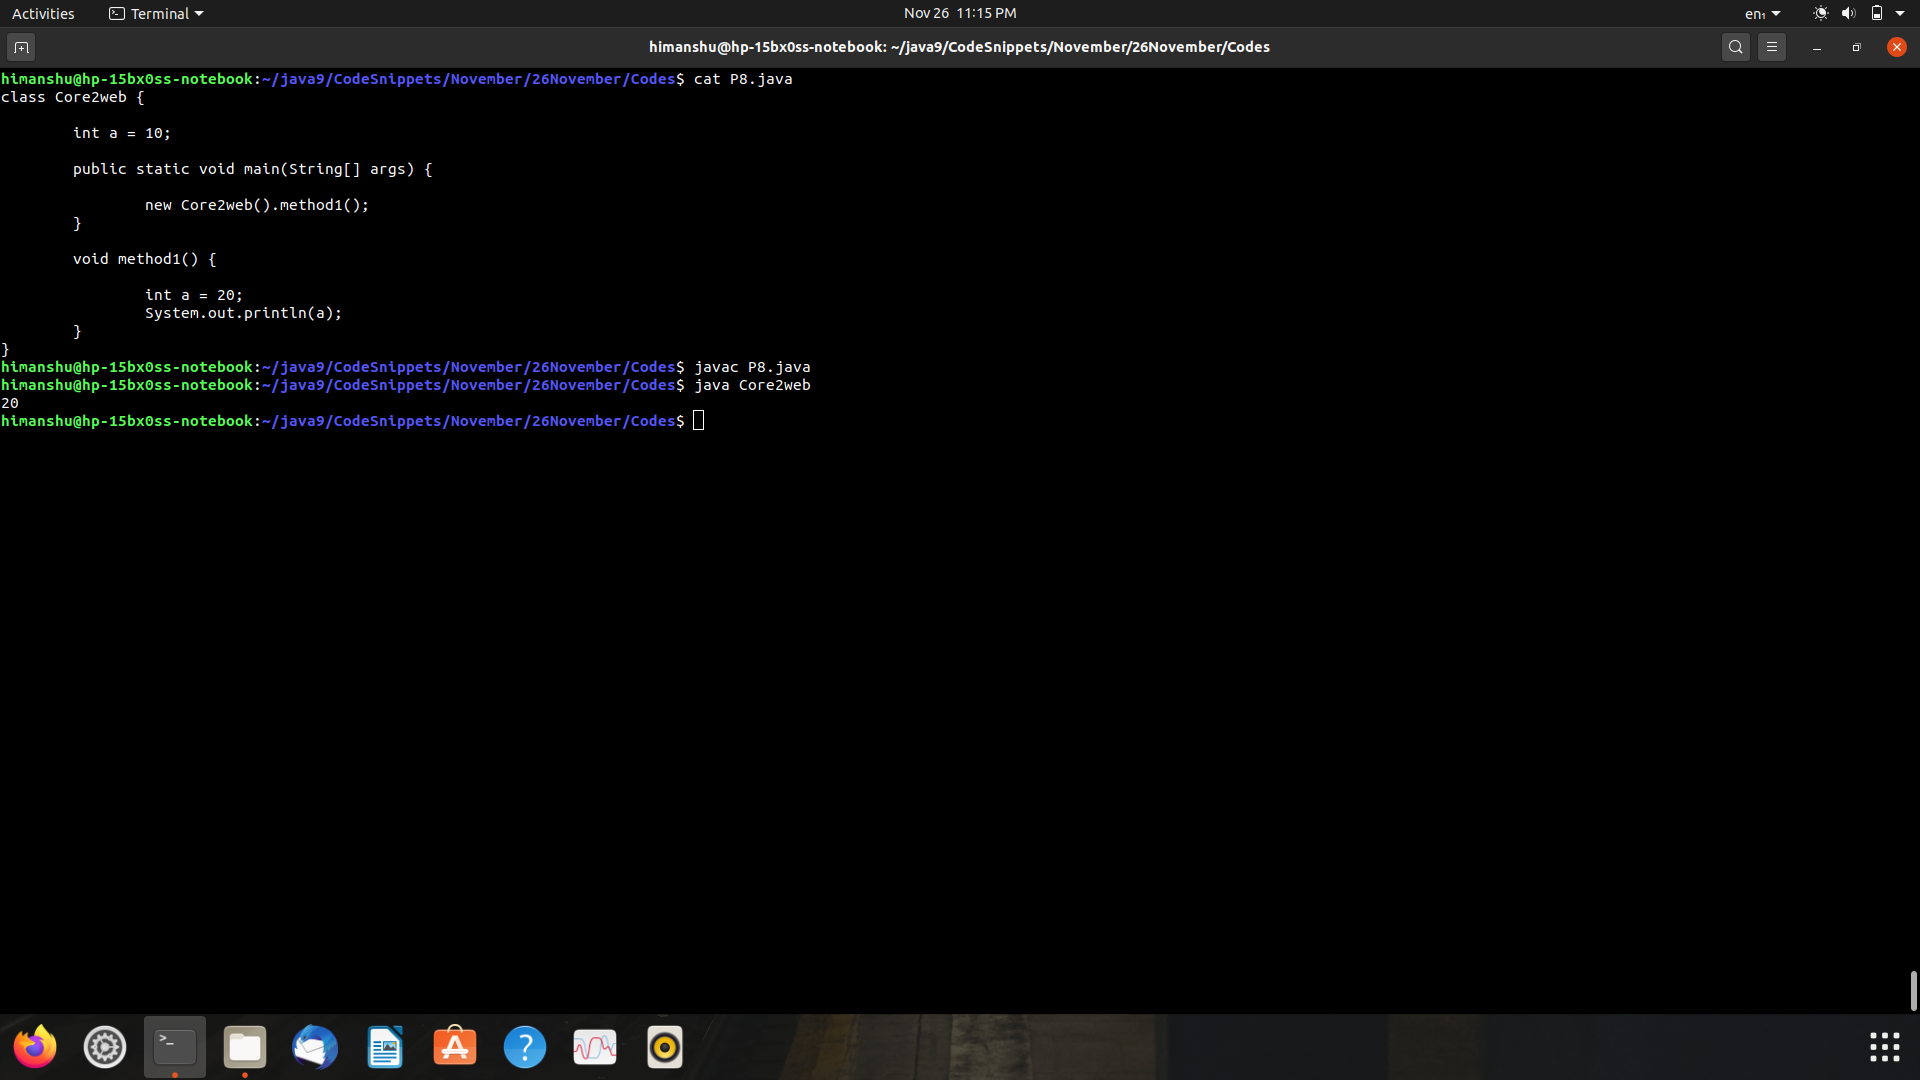 Activities Terminal Nov 26 11:15 PM en₁
himanshu@hp-15bx0ss-notebook: ~/java9/CodeSnippets/November/26November/Codes
himanshu@hp-15bx0ss-notebook:~/java9/CodeSnippets/November/26November/Codes$ cat P8.java
class Core2web {
int a = 10;
public static void main(String[] args) {
new Core2web().method1();
}
void method1() {
int a = 20;
System.out.println(a);
}
}
himanshu@hp-15bx0ss-notebook:~/java9/CodeSnippets/November/26November/Codes$ javac P8.java
himanshu@hp-15bx0ss-notebook:~/java9/CodeSnippets/November/26November/Codes$ java Core2web
20
himanshu@hp-15bx0ss-notebook:~/java9/CodeSnippets/November/26November/Codes$